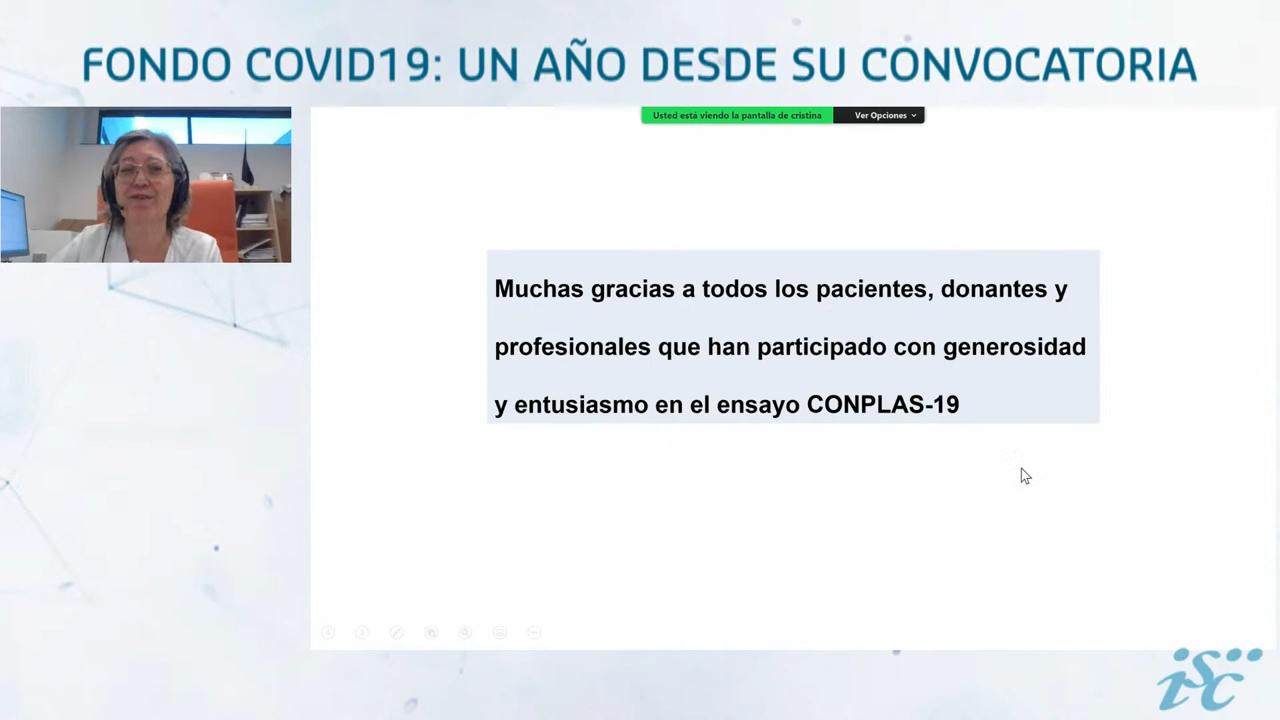 FONDO COVID19: UN AÑO DESDE SU CONVOCATORIA
Usted está viendo la pantalla de cristina
Ver Opciones
Muchas gracias a todos los pacientes, donantes y
profesionales que han participado con generosidad
y entusiasmo en el ensayo CONPLAS-19
isciii